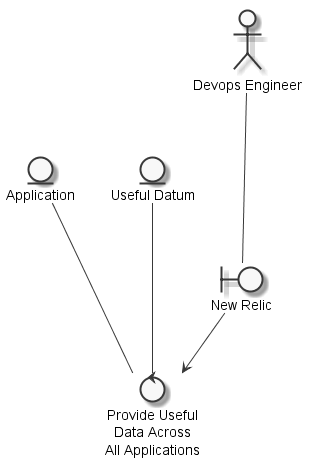 Devops Engineer
Application
Useful Datum
New Relic
Provide Useful
Data Across
All Applications